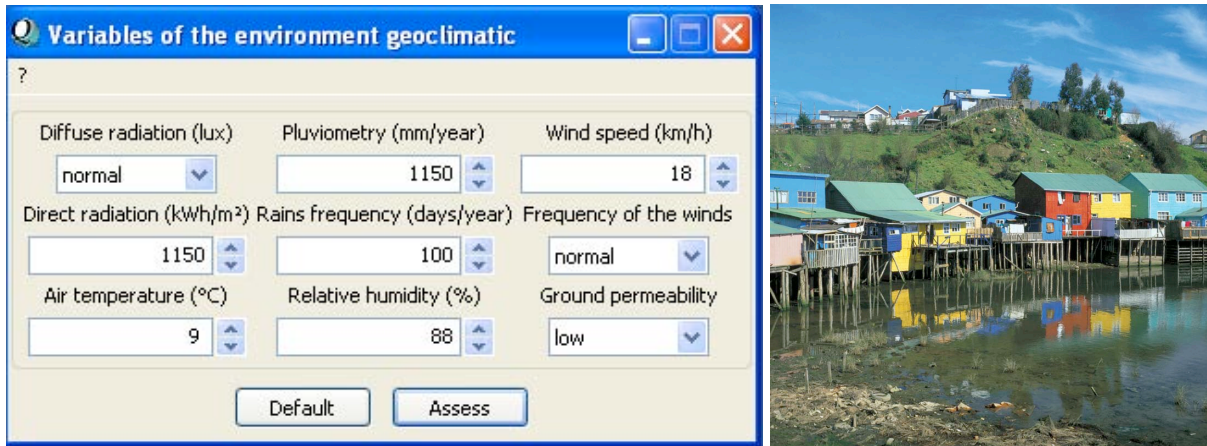 Variables of the environment geoclimatic
?
Diffuse radiation (lux) Pluviometry (mm/year) Wind speed (km/h)
normal 1150 18
Direct radiation (kWh/m²) Rains frequency (days/year) Frequency of the winds
1150 100 normal
Air temperature (°C) Relative humidity (%) Ground permeability
9 88 low
Default Assess